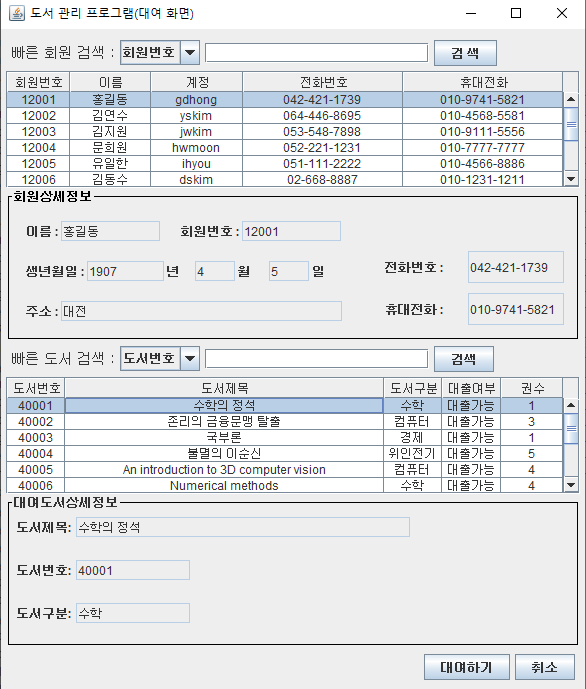 도서 관리 프로그램(대여 화면)
빠른 회원 검색 : 회원번호 검색
회원번호 이름 계정 전화번호 휴대전화
12001 홍길동 gdhong 042-421-1739 010-9741-5821
12002 김연수 yskim 064-446-8695 010-4568-5581
12003 김지원 jwkim 053-548-7898 010-9111-5556
12004 문희원 hwmoon 052-221-1231 010-7777-7777
12005 유일한 ihyou 051-111-2222 010-4566-8886
12006 김동수 dskim 02-668-8887 010-1231-1211
회원상세정보
이름 : 홍길동 회원번호 : 12001
생년월일 : 1907 년 4 월 5 일 전화번호 : 042-421-1739
주소 : 대전 휴대전화 : 010-9741-5821
빠른 도서 검색 : 도서번호 검색
도서번호 도서제목 도서구분 대출여부 권수
40001 수학의 정석 수학 대출가능 1
40002 존리의 금융문맹 탈출 컴퓨터 대출가능 3
40003 국부론 경제 대출가능 1
40004 불멸의 이순신 위인전기 대출가능 5
40005 An introduction to 3D computer vision 컴퓨터 대출가능 4
40006 Numerical methods 수학 대출가능 4
대여도서상세정보
도서제목: 수학의 정석
도서번호: 40001
도서구분: 수학
대여하기 취소